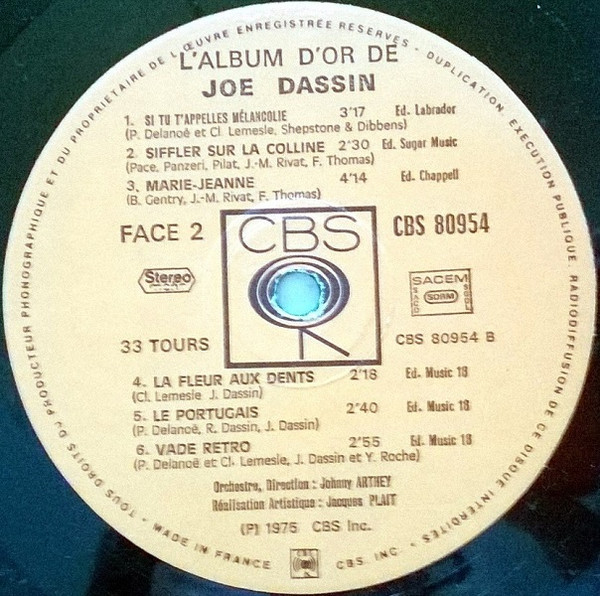 TOUS DROITS DU PRODUCTEUR PHONOGRAPHIQUE ET DU PROPRIETAIRE DE L'ŒUVRE ENREGISTRÉE RÉSERVES - DUPLICATION EXECUTION PUBLIQUE, RADIODIFFUSION DE CE DISQUE INTERDITES -
L'ALBUM D'OR DE
JOE DASSIN
1. SI TU T'APPELLES MÉLANCOLIE 3'17 Ed. Labrador
(P. Delanoë et Cl. Lemesle, Shepstone & Dibbens)
2. SIFFLER SUR LA COLLINE 2'30 Ed. Sugar Music
(Pace, Panzeri, Pilat, J.-M. Rivat, F. Thomas)
3. MARIE-JEANNE 4'14 Ed. Chappell
(B. Gentry, J.-M. Rivat, F. Thomas)
FACE 2 CBS CBS 80954
Stereo SACEM
SACD SDRM SGDL
33 TOURS CBS 80954 B
4. LA FLEUR AUX DENTS 2'18 Ed. Music 18
(Cl. Lemesle J. Dassin)
5. LE PORTUGAIS 2'40 Ed. Music 18
(P. Delanoë, R. Dassin, J. Dassin)
6. VADE RETRO 2'55 Ed. Music 18
(P. Delanoë et Cl. Lemesle, J. Dassin et Y. Roche)
Orchestre, Direction : Johnny ARTHEY
Réalisation Artistique : Jacques PLAIT
(P) 1975 CBS Inc.
MADE IN FRANCE CBS CBS. INC.